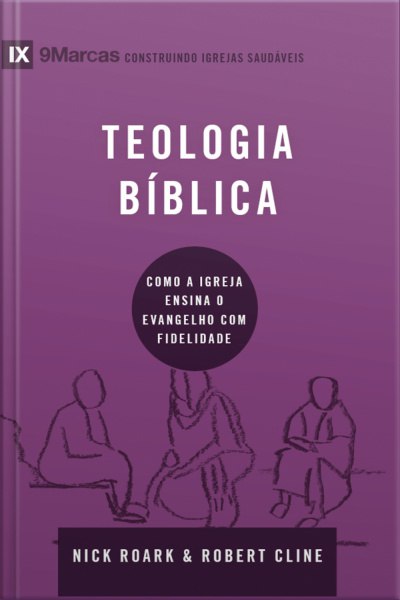 IX 9Marcas CONSTRUINDO IGREJAS SAUDÁVEIS
TEOLOGIA
BÍBLICA
COMO A IGREJA
ENSINA O
EVANGELHO COM
FIDELIDADE
NICK ROARK & ROBERT CLINE